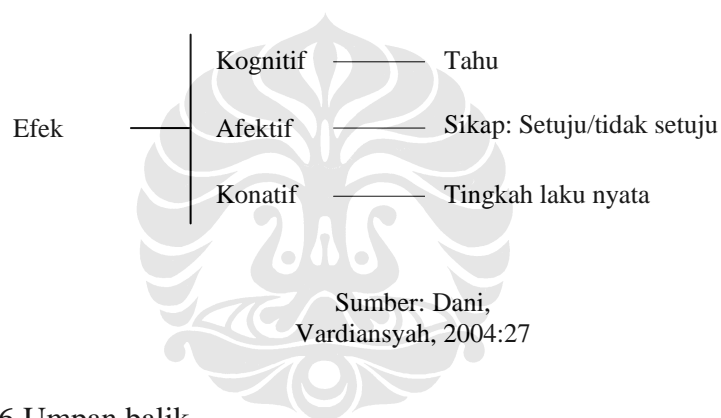 Kognitif Tahu
Efek Afektif Sikap: Setuju/tidak setuju
Konatif Tingkah laku nyata
Sumber: Dani,
Vardiansyah, 2004:27
6 Umpan balik